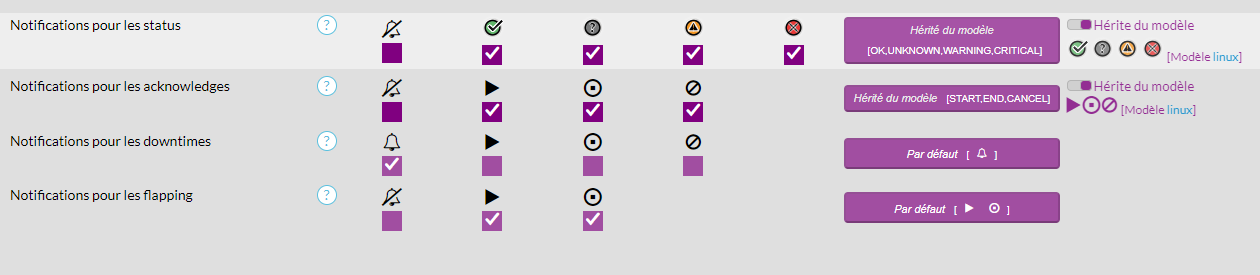 Notifications pour les status ? Hérité du modèle Hérite du modèle
[OK,UNKNOWN,WARNING,CRITICAL] [Modèle linux]
Notifications pour les acknowledges ? Hérité du modèle [START,END,CANCEL] Hérite du modèle
[Modèle linux]
Notifications pour les downtimes ? Par défaut [ ]
Notifications pour les flapping ? Par défaut [ ]